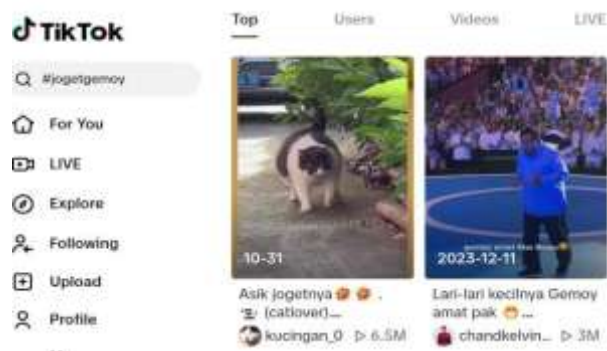 TikTok
#jogetgemoy
For You
LIVE
Explore
Following
Upload
Profile
Top Users Videos LIVE
10-31
Asik jogetnya 🤣 🤣 .
(catlover)...
kucingan_0 ▷ 6.5M
2023-12-11
Lari-lari kecilnya Gemoy
amat pak 😁...
chandkelvin... ▷ 3M